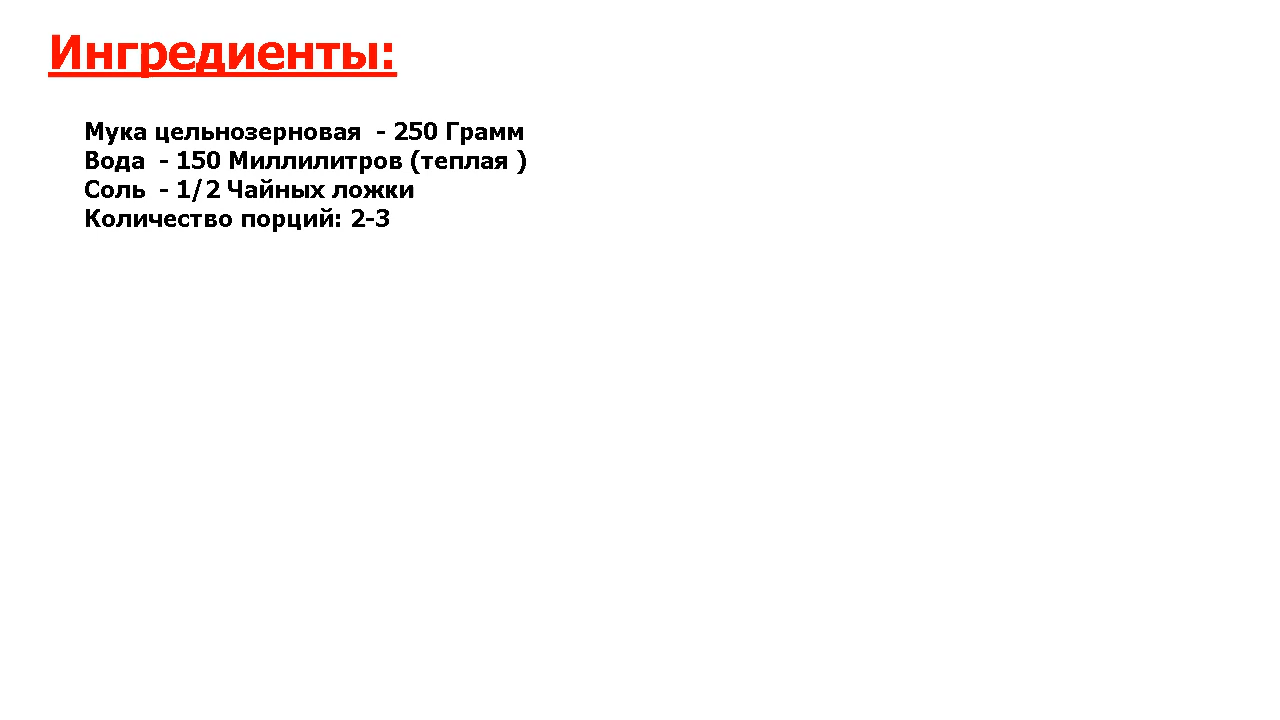 Ингредиенты:
Мука цельнозерновая  - 250 Грамм
Вода  - 150 Миллилитров (теплая )
Соль  - 1/2 Чайных ложки
Количество порций: 2-3